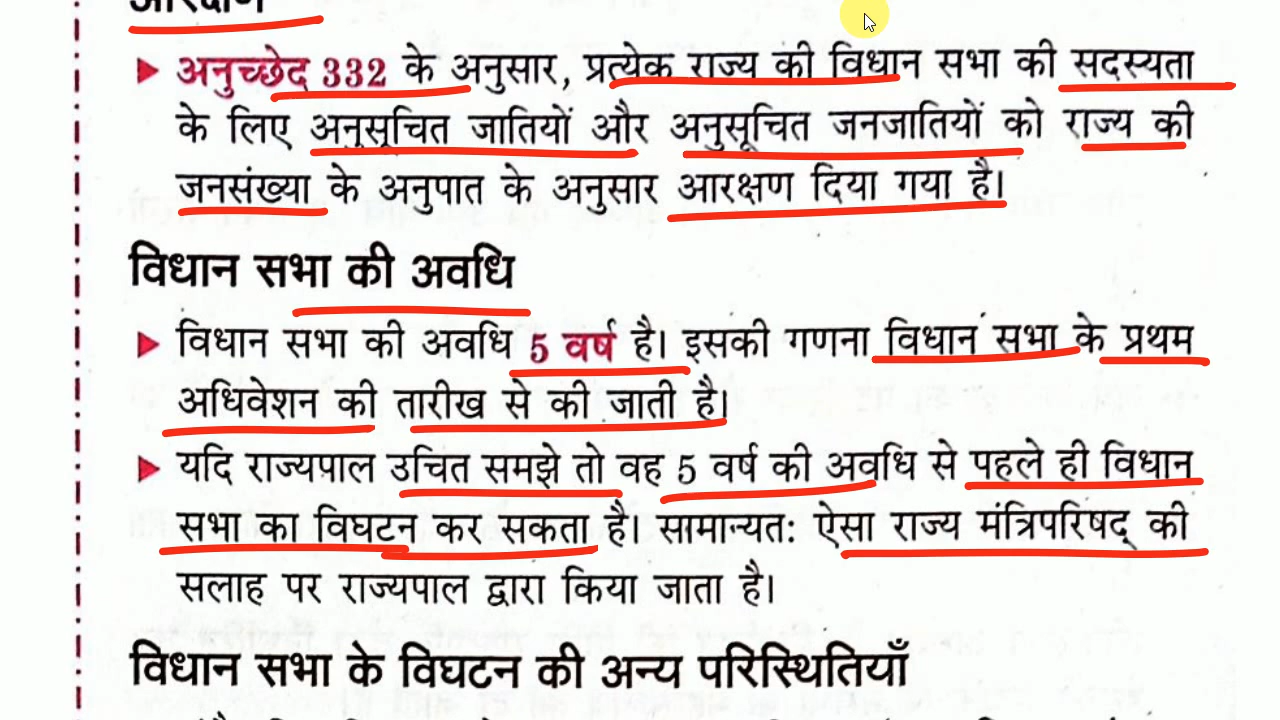 आरक्षण
▶ अनुच्छेद 332 के अनुसार, प्रत्येक राज्य की विधान सभा की सदस्यता
के लिए अनुसूचित जातियों और अनुसूचित जनजातियों को राज्य की
जनसंख्या के अनुपात के अनुसार आरक्षण दिया गया है।
विधान सभा की अवधि
▶ विधान सभा की अवधि 5 वर्ष है। इसकी गणना विधान सभा के प्रथम
अधिवेशन की तारीख से की जाती है।
▶ यदि राज्यपाल उचित समझे तो वह 5 वर्ष की अवधि से पहले ही विधान
सभा का विघटन कर सकता है। सामान्यत: ऐसा राज्य मंत्रिपरिषद् की
सलाह पर राज्यपाल द्वारा किया जाता है।
विधान सभा के विघटन की अन्य परिस्थितियाँ